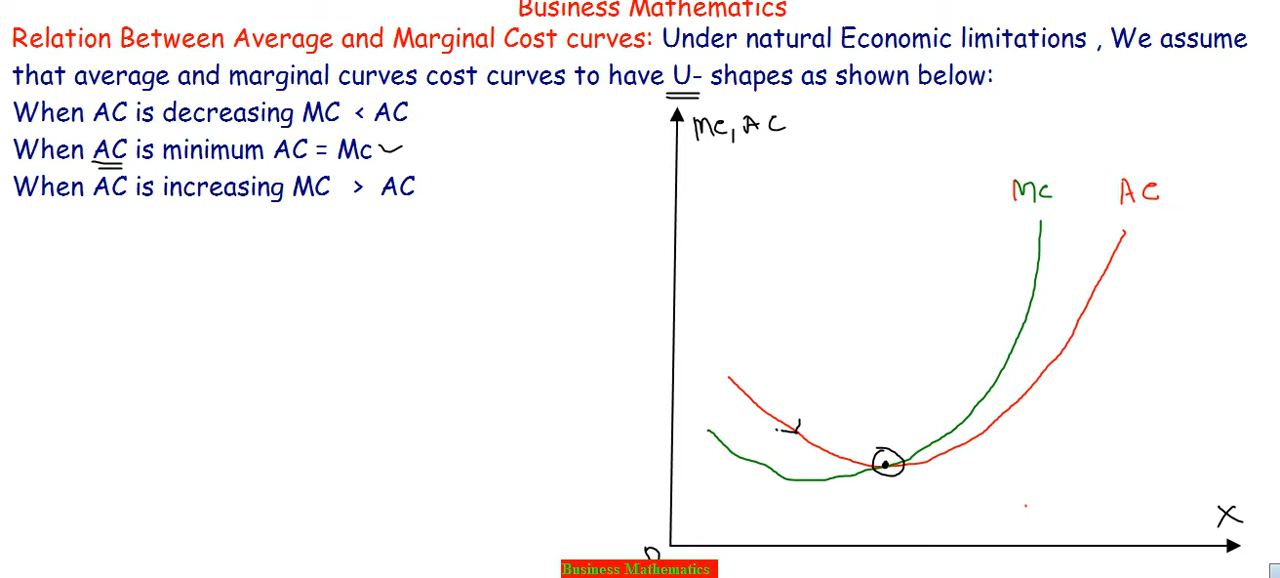 Business Mathematics
Relation Between Average and Marginal Cost curves: Under natural Economic limitations , We assume
that average and marginal curves cost curves to have U- shapes as shown below:
When AC is decreasing MC < AC
When AC is minimum AC = Mc
When AC is increasing MC > AC
MC, AC
MC
AC
X
0
Business Mathematics